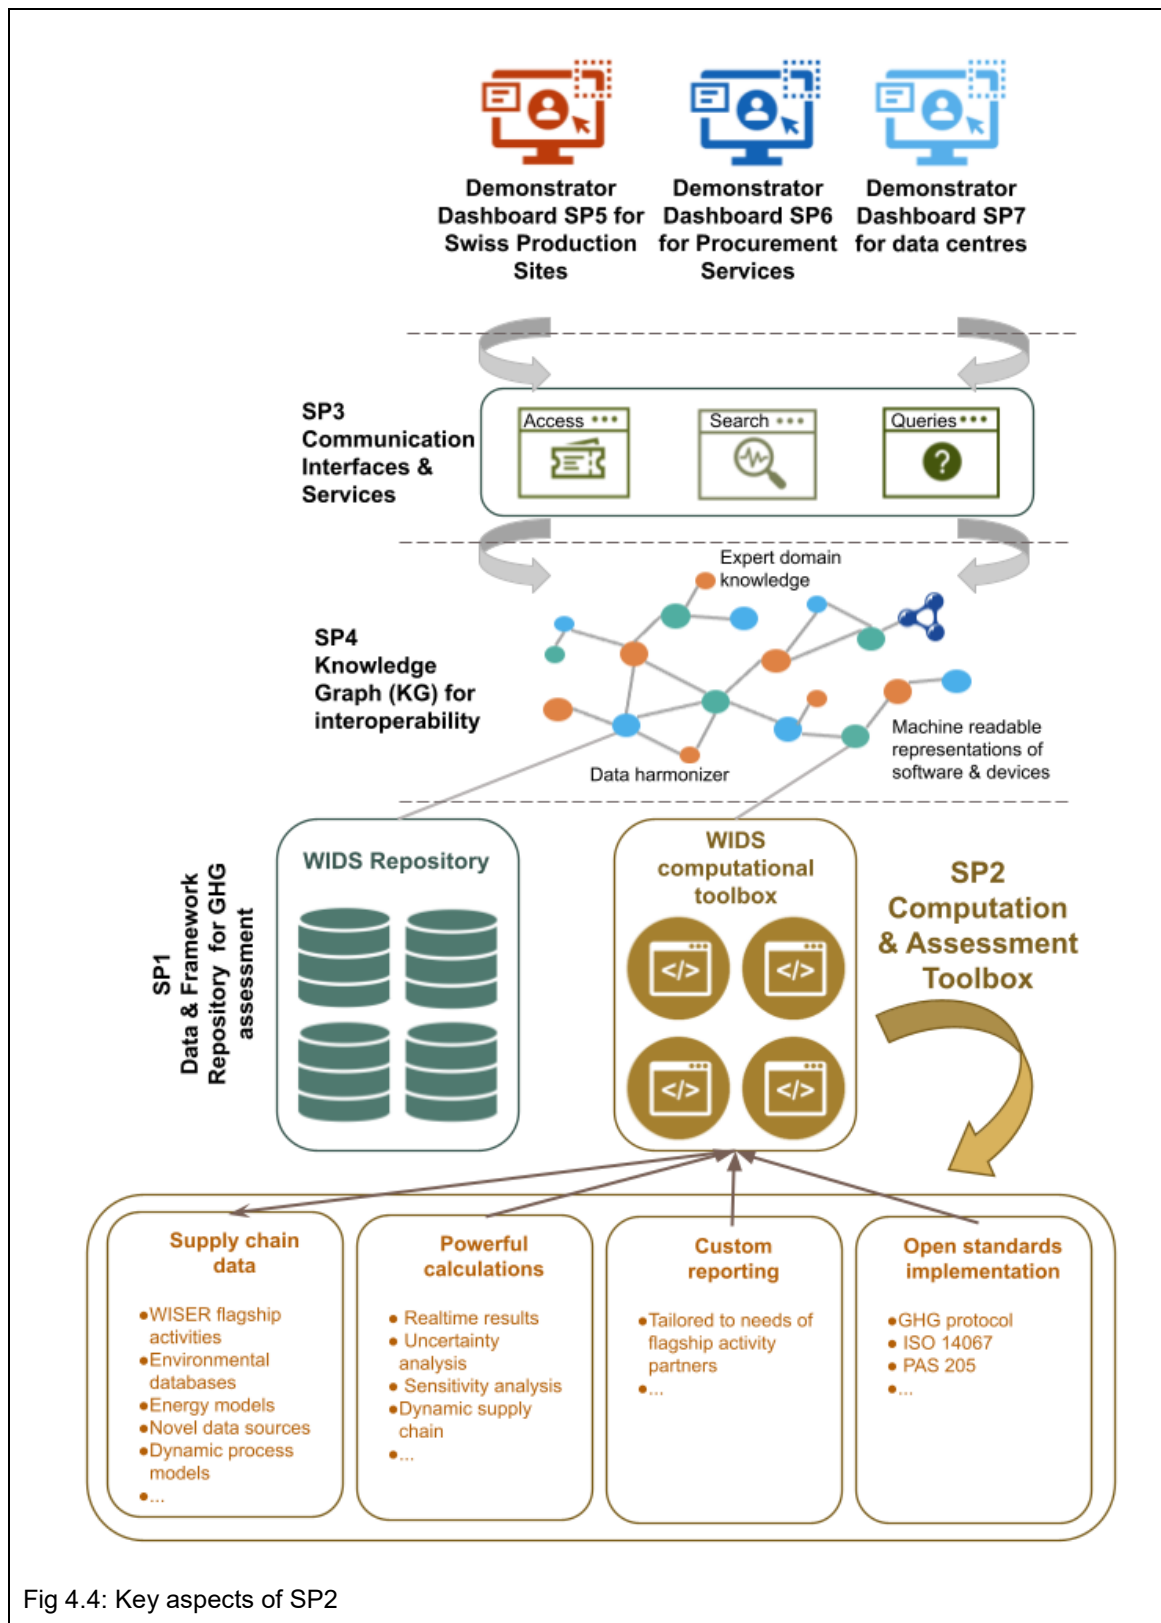 Demonstrator
Dashboard SP5 for
Swiss Production
Sites
Demonstrator
Dashboard SP6
for Procurement
Services
Demonstrator
Dashboard SP7
for data centres
SP3
Communication
Interfaces &
Services
Access
Search
Queries
?
SP4
Knowledge
Graph (KG) for
interoperability
Expert domain
knowledge
Data harmonizer
Machine readable
representations of
software & devices
SP1
Data & Framework
Repository for GHG
assessment
WIDS Repository
WIDS
computational
toolbox
</>
</>
</>
</>
SP2
Computation
& Assessment
Toolbox
Supply chain
data
●WISER flagship
activities
●Environmental
databases
●Energy models
●Novel data sources
●Dynamic process
models
●...
Powerful
calculations
● Realtime results
● Uncertainty
analysis
● Sensitivity analysis
●Dynamic supply
chain
●...
Custom
reporting
●Tailored to needs of
flagship activity
partners
●...
Open standards
implementation
●GHG protocol
● ISO 14067
● PAS 205
●...
Fig 4.4: Key aspects of SP2